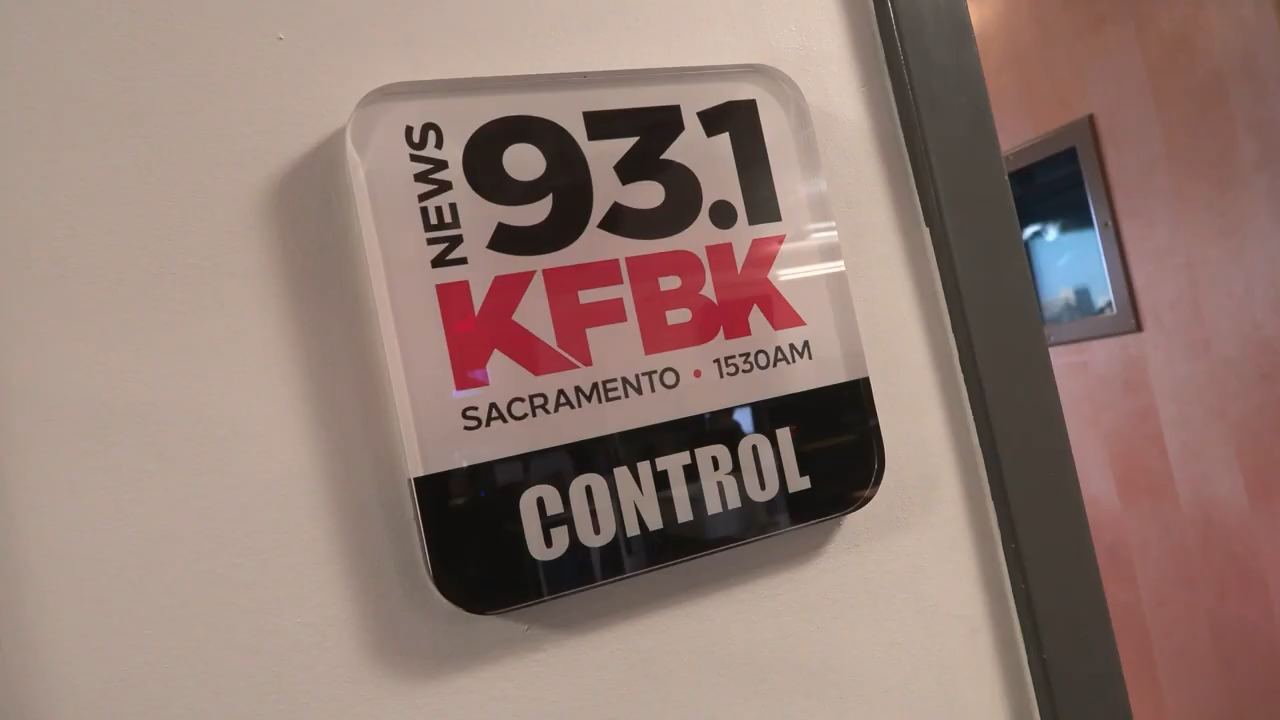 NEWS
93.1
KFBK
SACRAMENTO • 1530AM
CONTROL